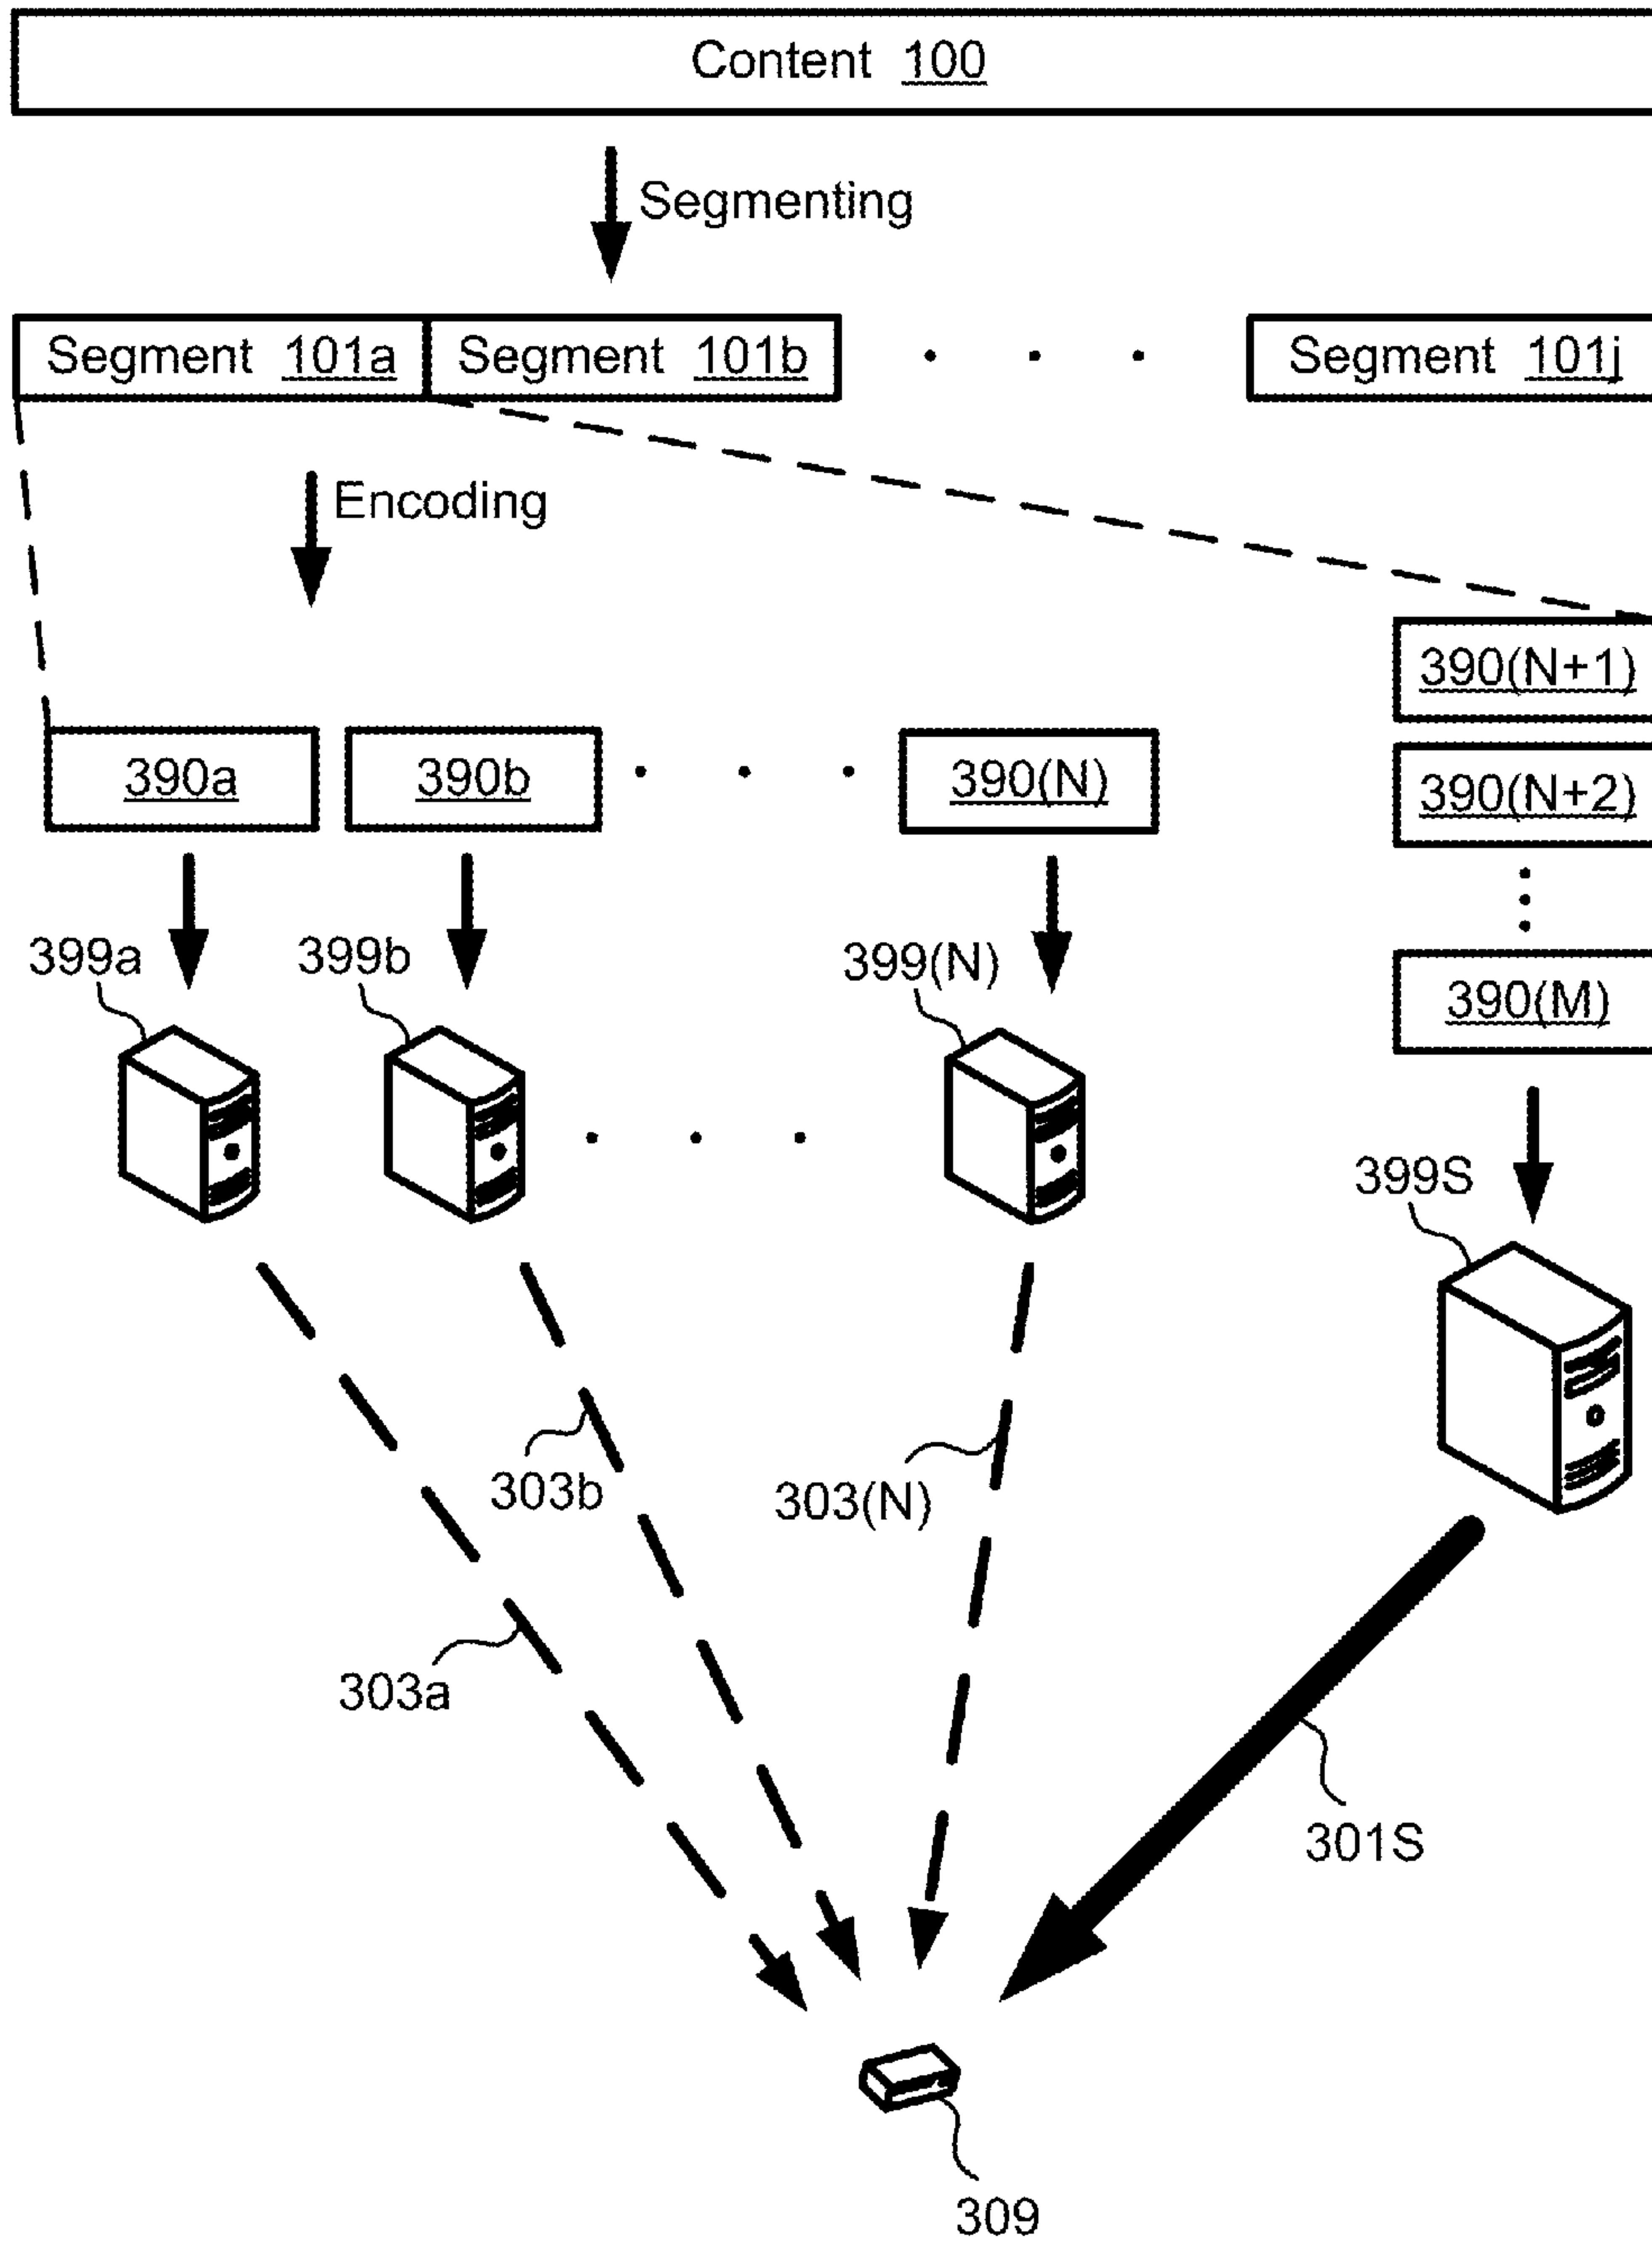 Content 100
Segmenting
Segment 101a Segment 101b . . . Segment 101j
Encoding
390(N+1)
390a 390b . . . 390(N) 390(N+2)
399a 399b 399(N) 390(M)
399S
303b 303(N)
303a
301S
309